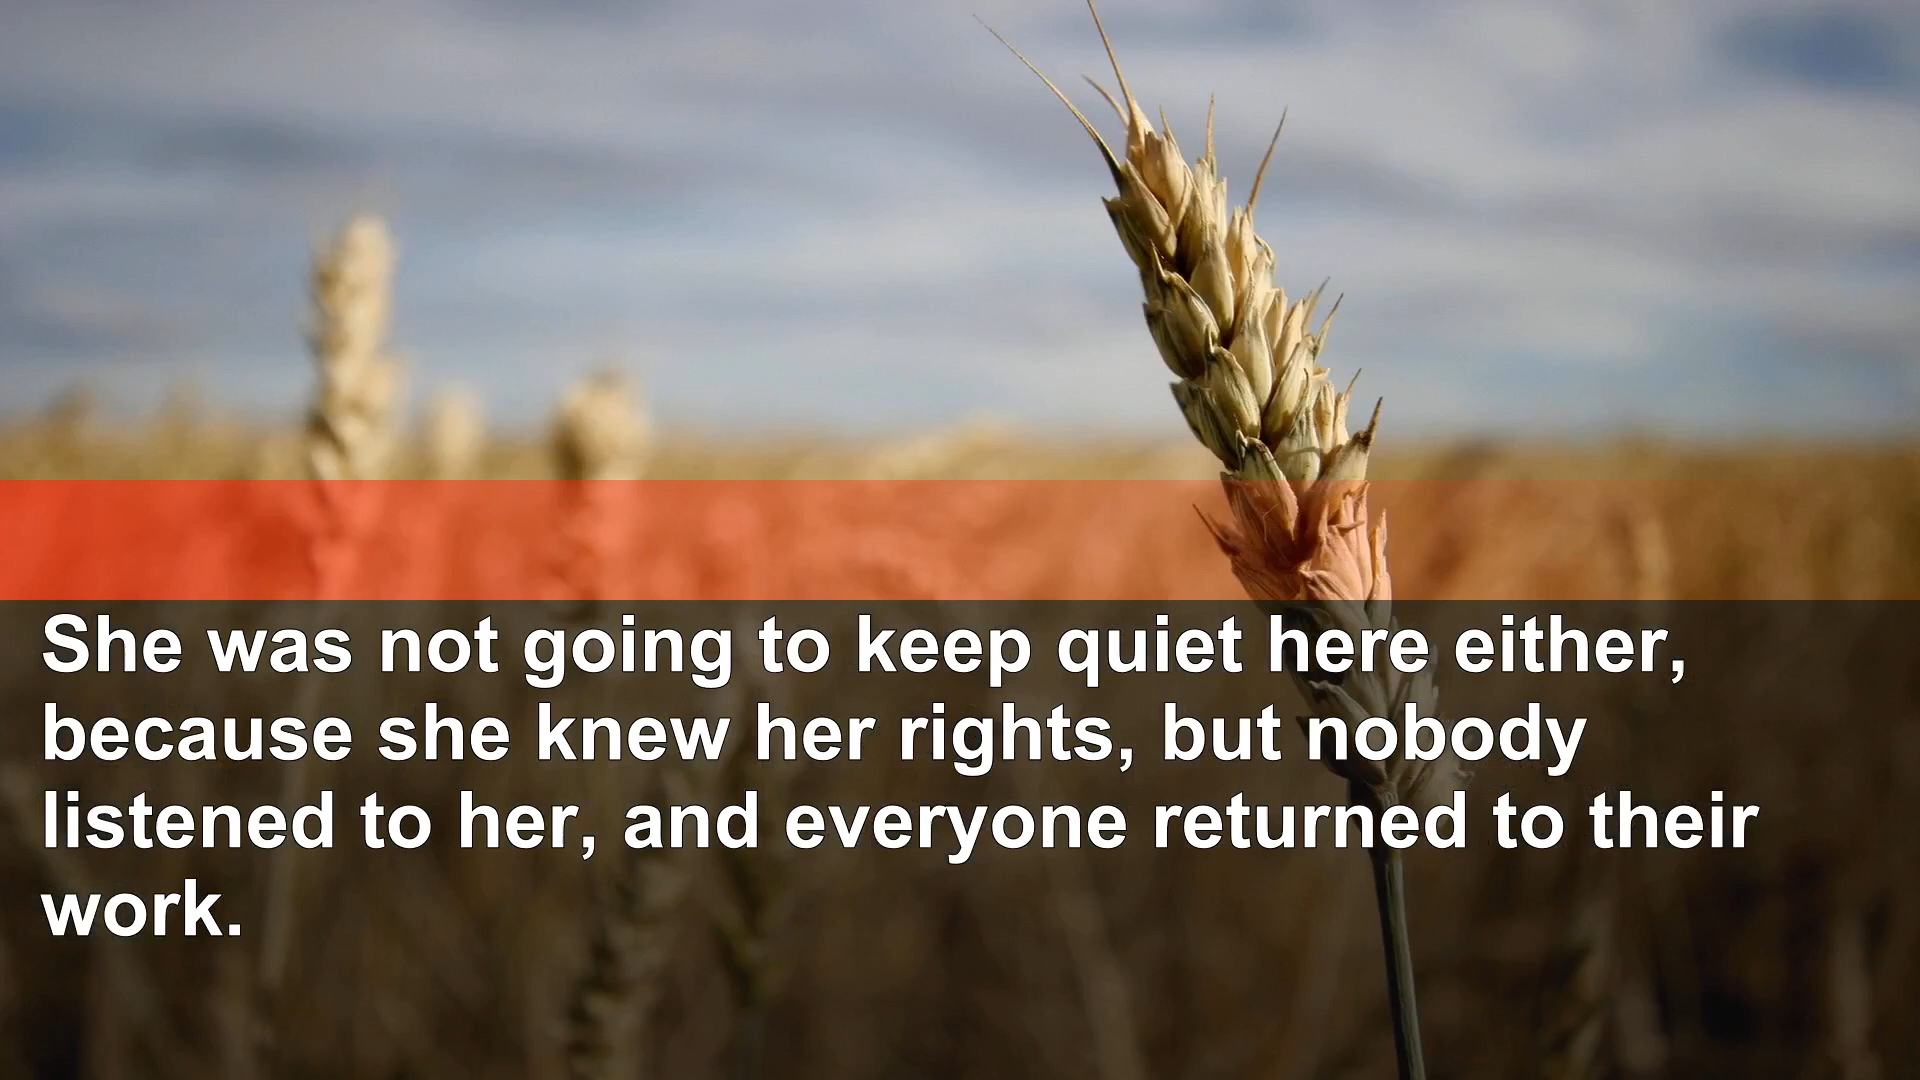 She was not going to keep quiet here either,
because she knew her rights, but nobody
listened to her, and everyone returned to their
work.